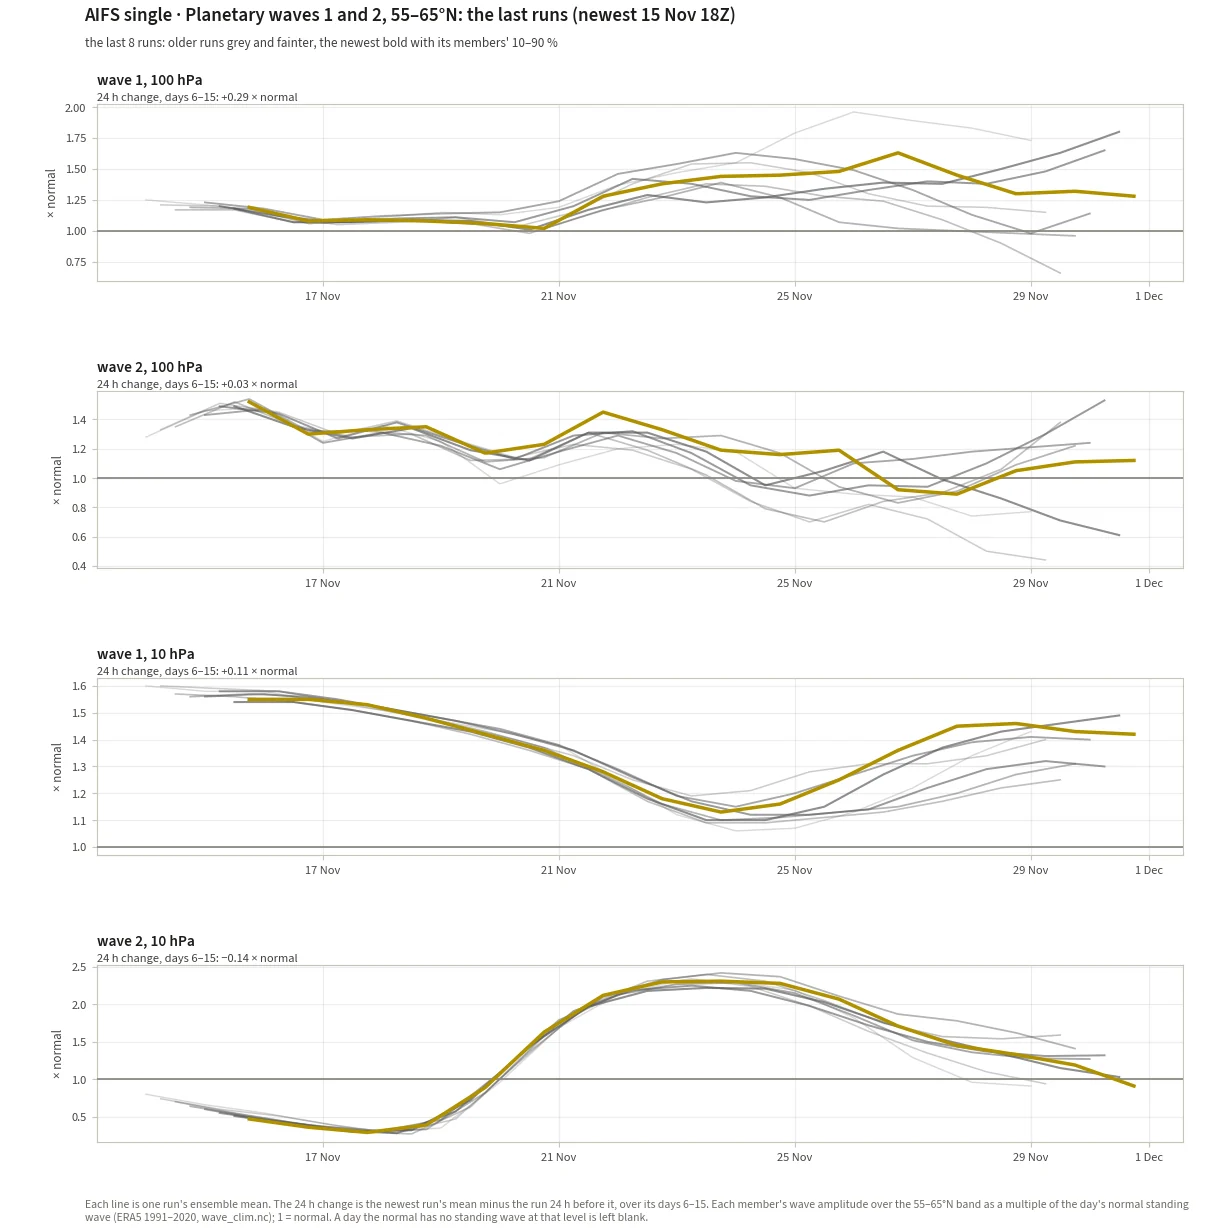 AIFS single · Planetary waves 1 and 2, 55–65°N: the last runs (newest 15 Nov 18Z)
the last 8 runs: older runs grey and fainter, the newest bold with its members' 10–90 %
wave 1, 100 hPa
24 h change, days 6–15: +0.29 × normal
2.00
1.75
1.50
1.25
1.00
0.75
× normal
17 Nov
21 Nov
25 Nov
29 Nov
1 Dec
wave 2, 100 hPa
24 h change, days 6–15: +0.03 × normal
1.4
1.2
1.0
0.8
0.6
0.4
× normal
17 Nov
21 Nov
25 Nov
29 Nov
1 Dec
wave 1, 10 hPa
24 h change, days 6–15: +0.11 × normal
1.6
1.5
1.4
1.3
1.2
1.1
1.0
× normal
17 Nov
21 Nov
25 Nov
29 Nov
1 Dec
wave 2, 10 hPa
24 h change, days 6–15: −0.14 × normal
2.5
2.0
1.5
1.0
0.5
× normal
17 Nov
21 Nov
25 Nov
29 Nov
1 Dec
Each line is one run's ensemble mean. The 24 h change is the newest run's mean minus the run 24 h before it, over its days 6–15. Each member's wave amplitude over the 55–65°N band as a multiple of the day's normal standing
wave (ERA5 1991–2020, wave_clim.nc); 1 = normal. A day the normal has no standing wave at that level is left blank.